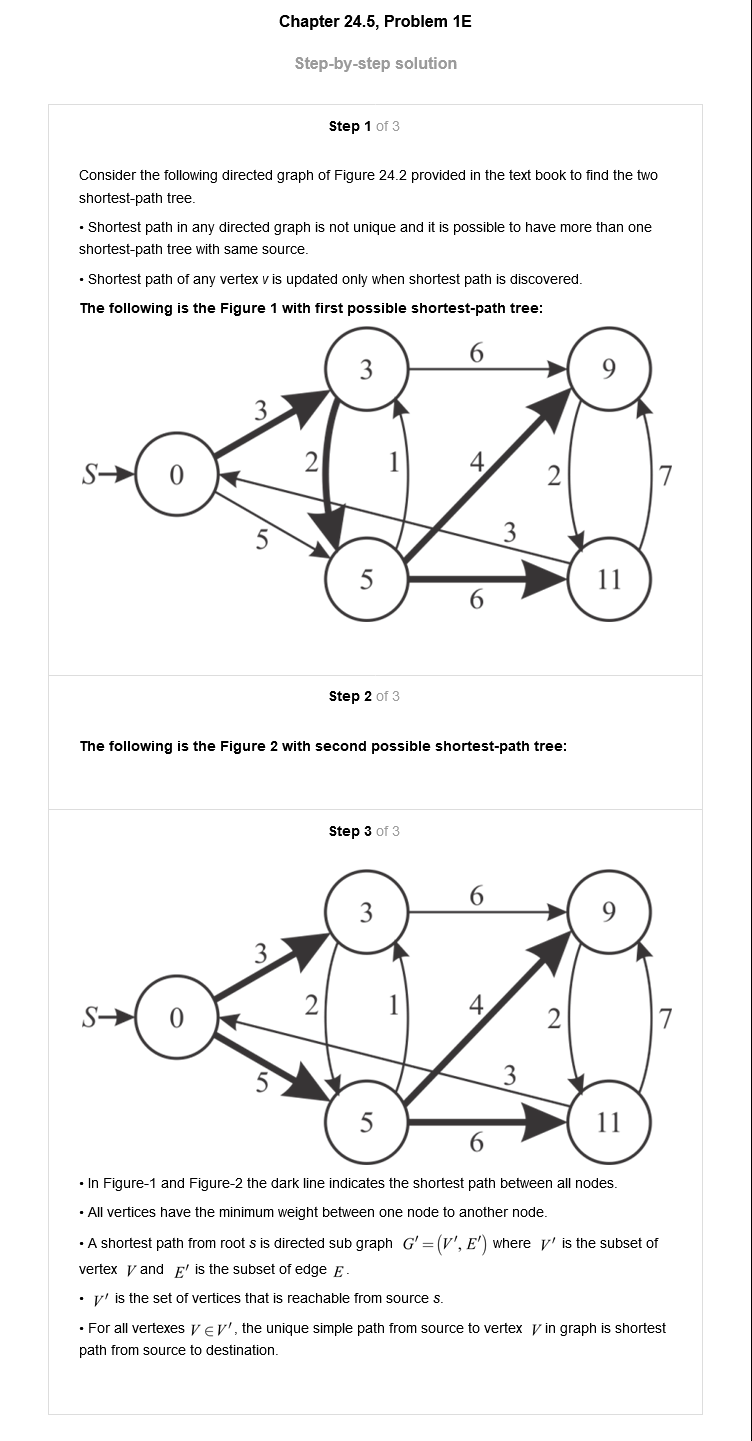 Chapter 24.5, Problem 1E
Step-by-step solution
Step 1 of 3
Consider the following directed graph of Figure 24.2 provided in the text book to find the two
shortest-path tree.
• Shortest path in any directed graph is not unique and it is possible to have more than one
shortest-path tree with same source.
• Shortest path of any vertex v is updated only when shortest path is discovered.
The following is the Figure 1 with first possible shortest-path tree:
3 6 9
3
S 0 2 1 4 2 7
5 3
5 6 11
Step 2 of 3
The following is the Figure 2 with second possible shortest-path tree:
Step 3 of 3
3 6 9
3
S 0 2 1 4 2 7
5 3
5 6 11
• In Figure-1 and Figure-2 the dark line indicates the shortest path between all nodes.
• All vertices have the minimum weight between one node to another node.
• A shortest path from root s is directed sub graph G′=(V′,E′) where V′ is the subset of
vertex V and E′ is the subset of edge E.
• V′ is the set of vertices that is reachable from source s.
• For all vertexes V∈V′, the unique simple path from source to vertex V in graph is shortest
path from source to destination.